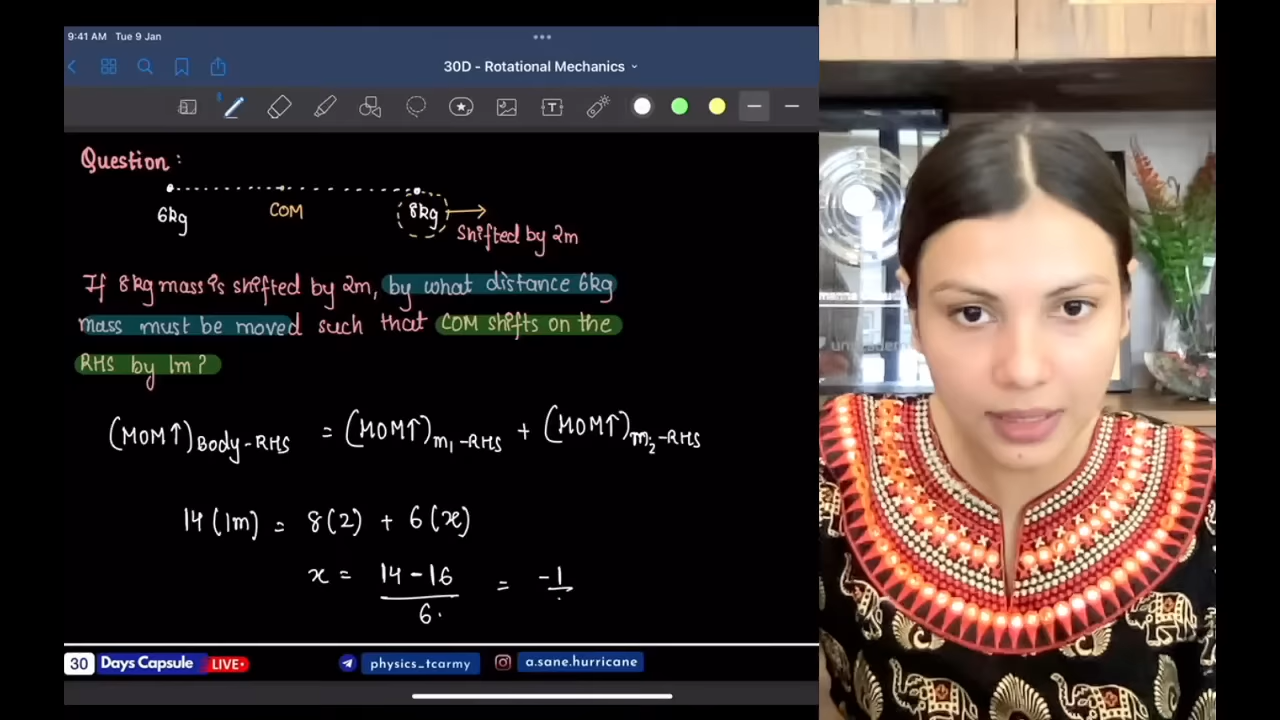 9:41 AM Tue 9 Jan
30D - Rotational Mechanics
Question :
6kg
COM
8kg
Shifted by 2m
If 8kg mass is shifted by 2m, by what distance 6kg
mass must be moved such that COM shifts on the
RHS by 1m?
(MOM↑)Body-RHS = (MOM↑)m₁-RHS + (MOM↑)m₂-RHS
14 (1m) = 8(2) + 6(x)
x = 14-16 / 6 = -1
30 Days Capsule LIVE
physics_tcarmy
a.sane.hurricane